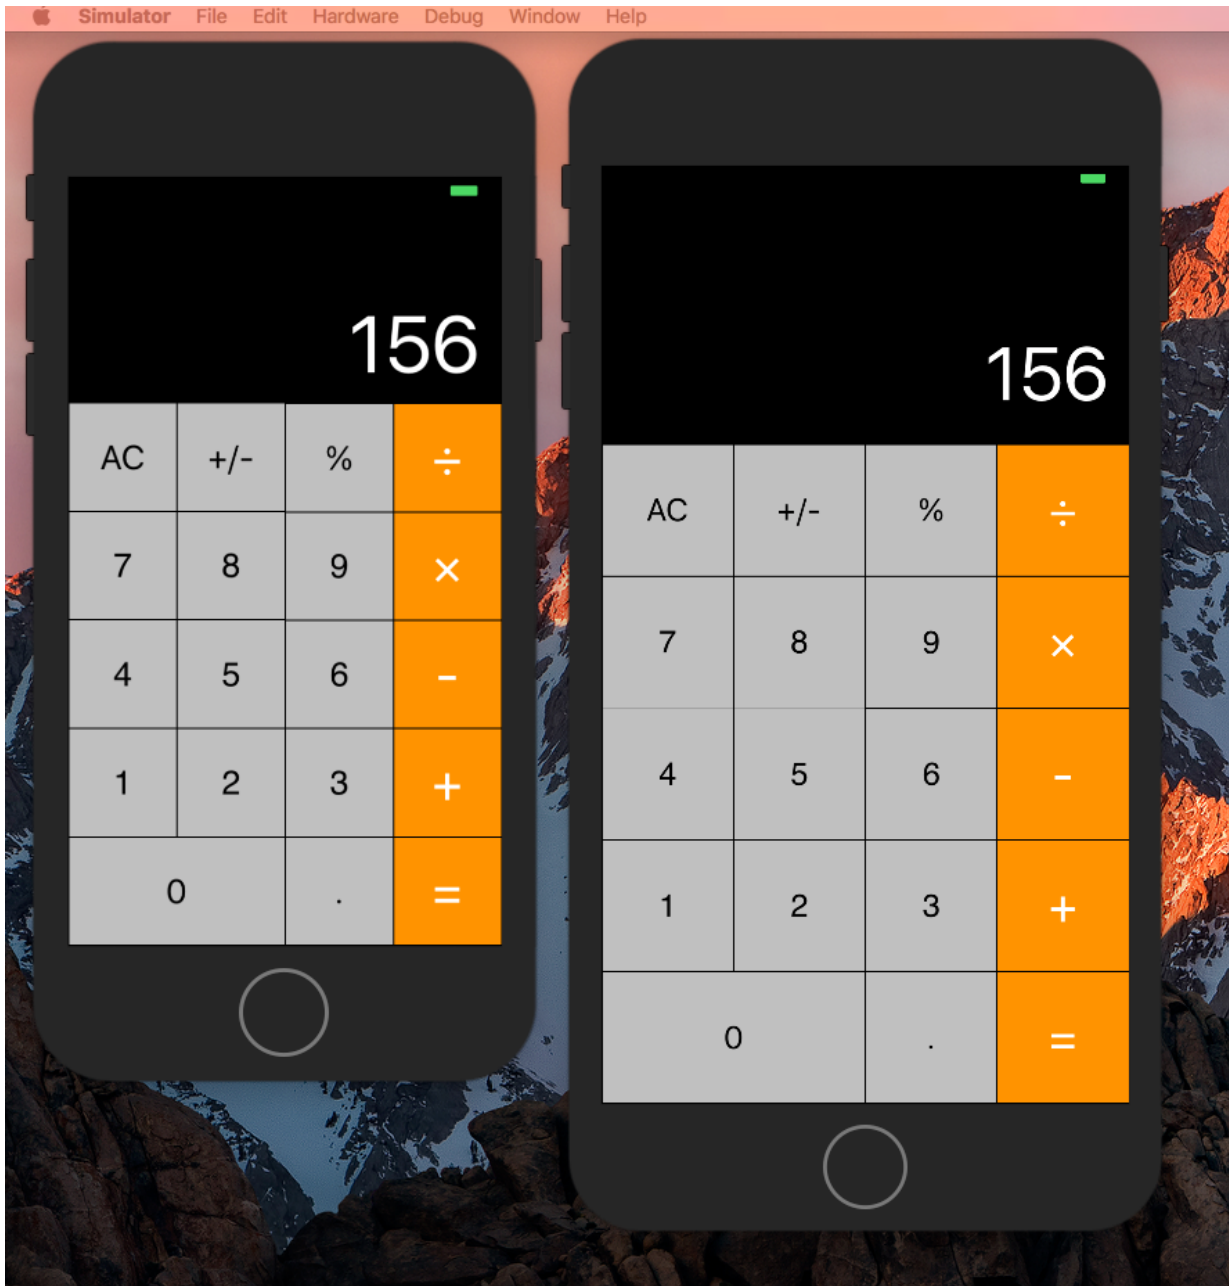 Simulator File Edit Hardware Debug Window Help
156
AC +/- % ÷
7 8 9 ×
4 5 6 -
1 2 3 +
0 . =
156
AC +/- % ÷
7 8 9 ×
4 5 6 -
1 2 3 +
0 . =